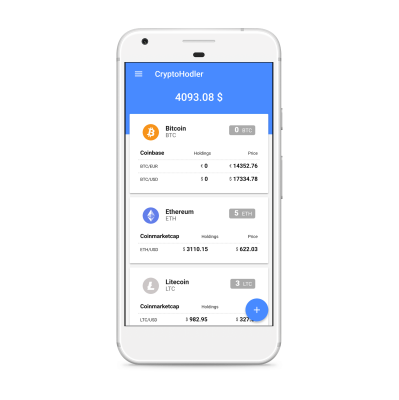 CryptoHodler
4093.08 $
Bitcoin
BTC
0 BTC
Coinbase Holdings Price
BTC/EUR € 0 € 14352.76
BTC/USD $ 0 $ 17334.78
Ethereum
ETH
5 ETH
Coinmarketcap Holdings Price
ETH/USD $ 3110.15 $ 622.03
Litecoin
LTC
3 LTC
Coinmarketcap Holdings
LTC/USD $ 982.95 $ 327.
+